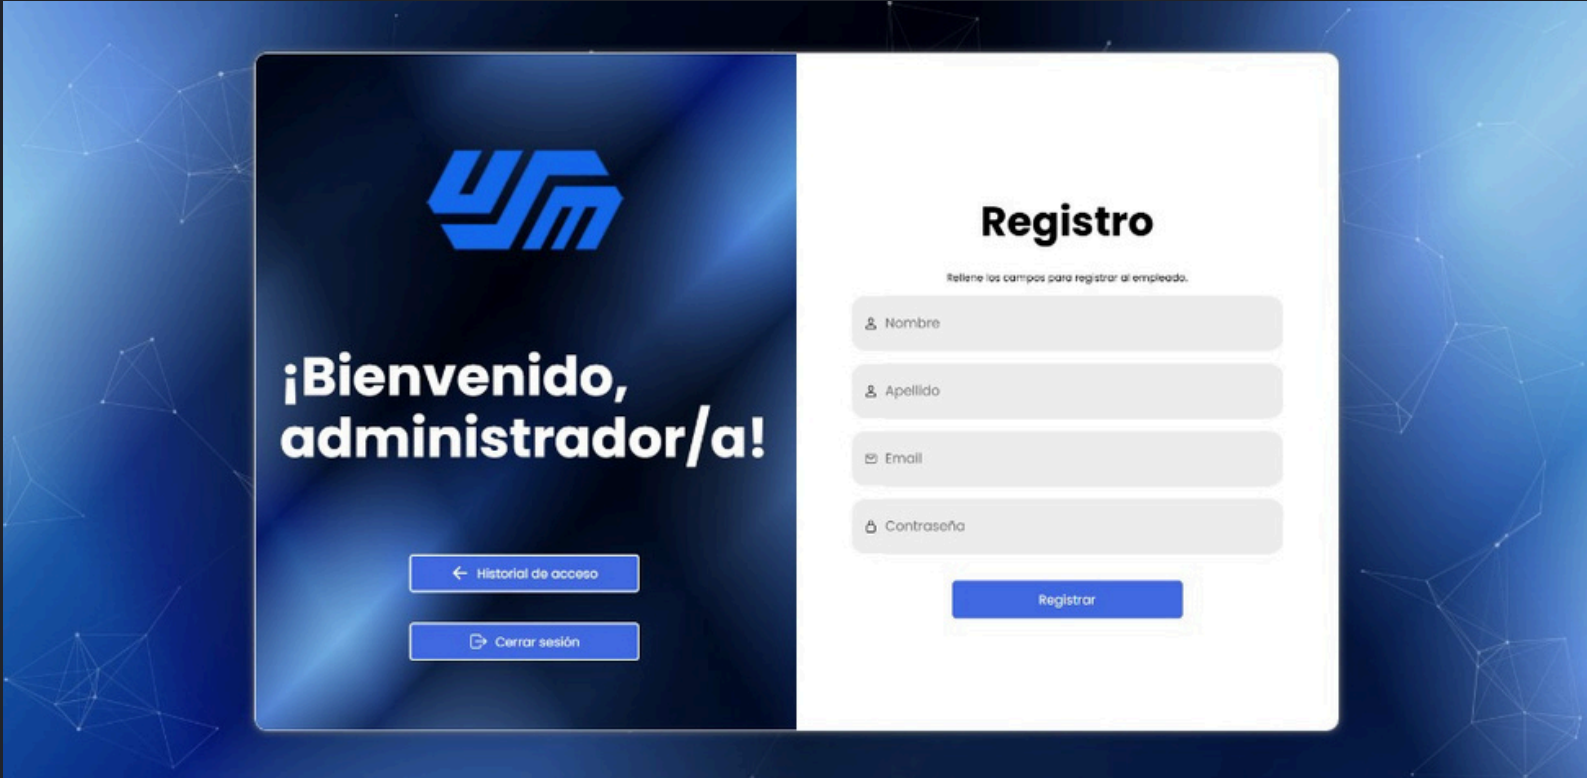 usm
¡Bienvenido,
administrador/a!
Historial de acceso
Cerrar sesión
Registro
Rellene los campos para registrar al empleado.
Nombre
Apellido
Email
Contraseña
Registrar